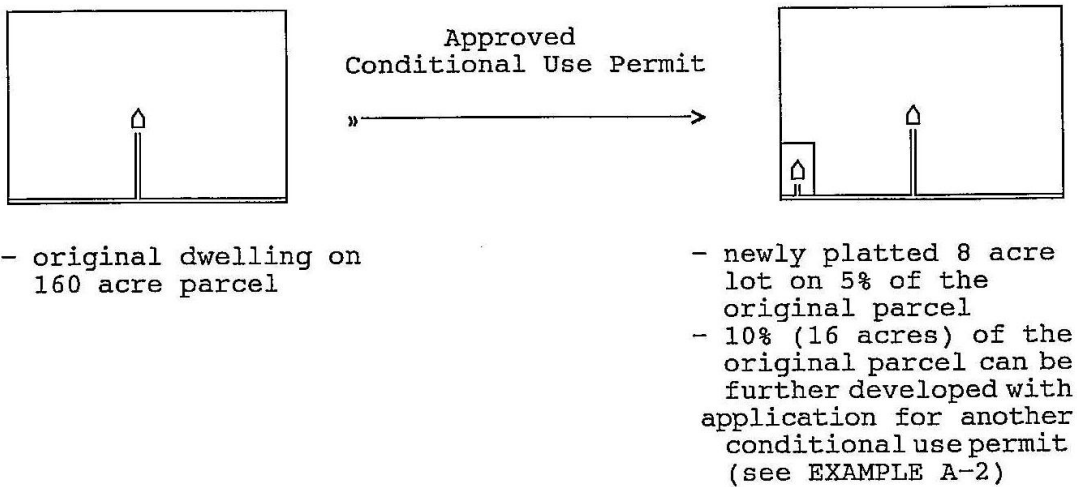 Approved
Conditional Use Permit
- original dwelling on
160 acre parcel
- newly platted 8 acre
lot on 5% of the
original parcel
- 10% (16 acres) of the
original parcel can be
further developed with
application for another
conditional use permit
(see EXAMPLE A-2)